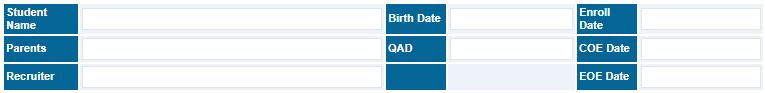 Student Name Birth Date Enroll Date
Parents QAD COE Date
Recruiter EOE Date